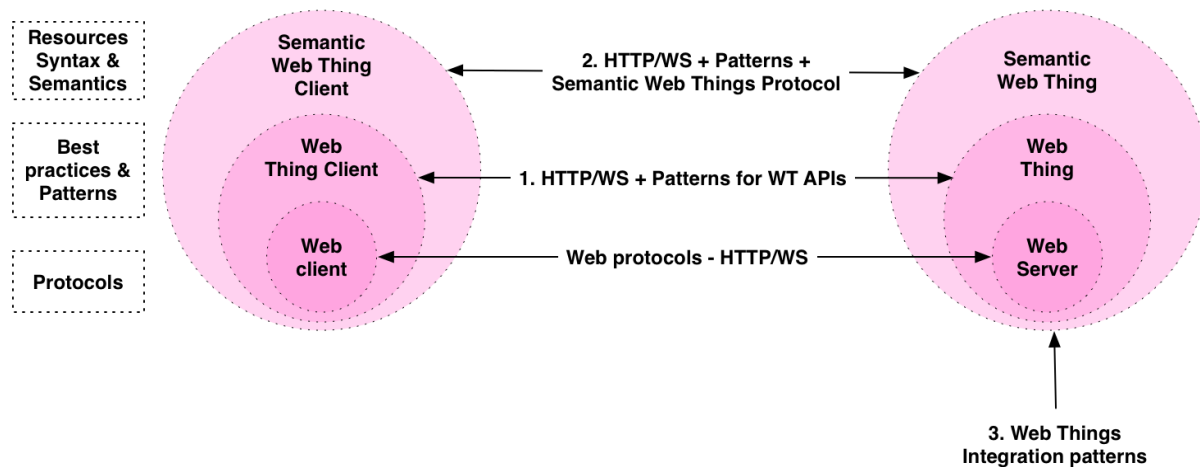 Resources
Syntax &
Semantics
Semantic
Web Thing
Client
2. HTTP/WS + Patterns +
Semantic Web Things Protocol
Semantic
Web Thing
Best
practices &
Patterns
Web
Thing Client
1. HTTP/WS + Patterns for WT APIs
Web
Thing
Protocols
Web
client
Web protocols - HTTP/WS
Web
Server
3. Web Things
Integration patterns